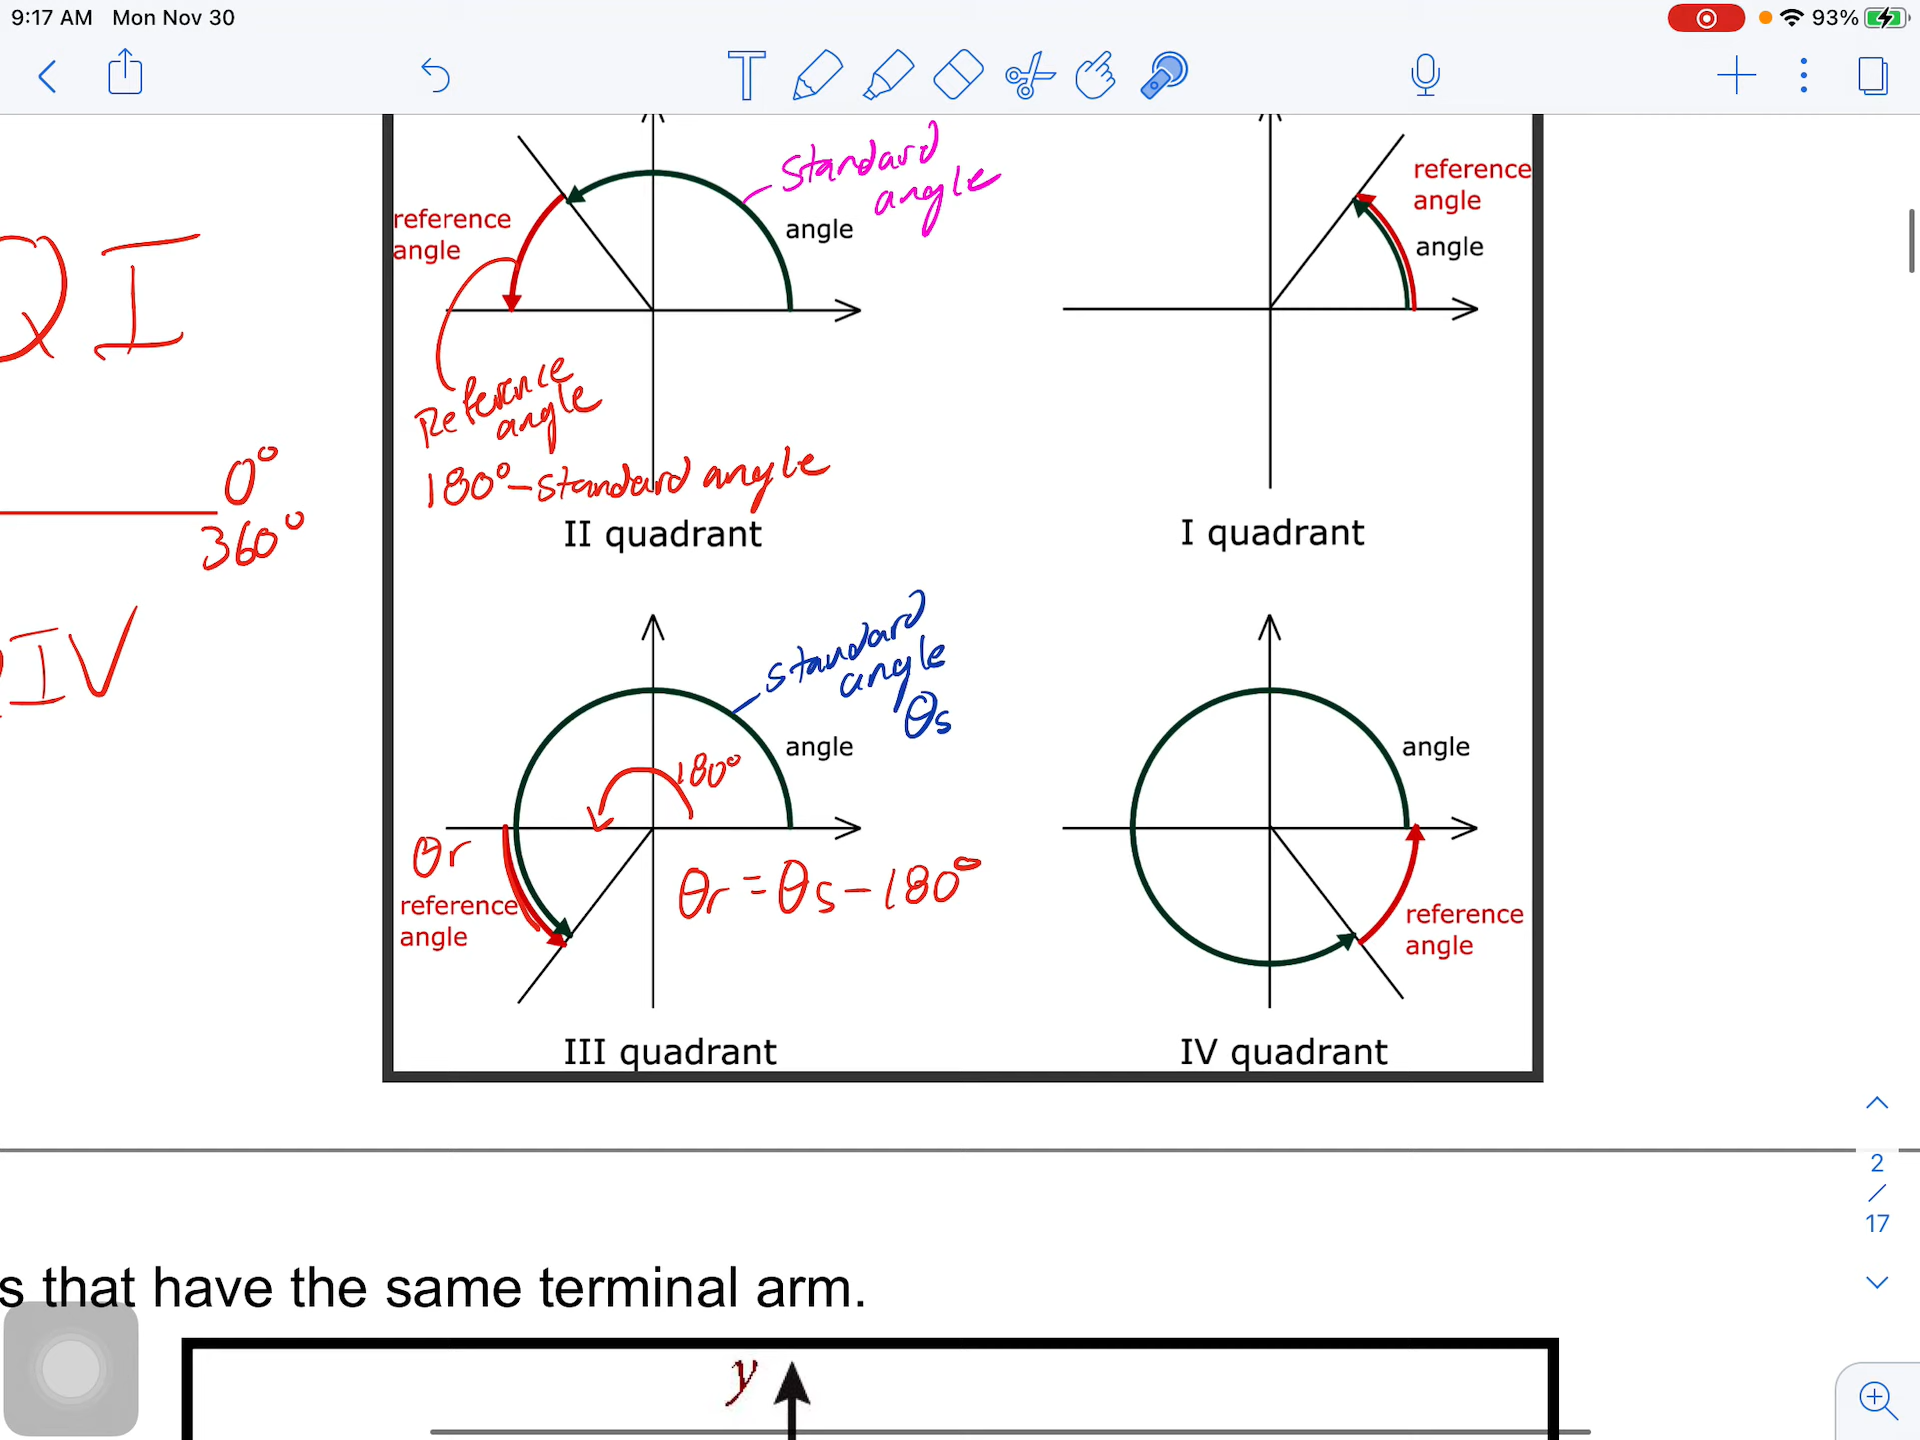 9:17 AM Mon Nov 30
93%
T
standard
angle
reference
angle
angle
reference
angle
angle
QI
Reference
angle
180°-standard angle
0°
360°
II quadrant
I quadrant
IV
standard
angle
θs
angle
180°
angle
θr
reference
angle
θr = θs - 180°
reference
angle
III quadrant
IV quadrant
2
/
17
s that have the same terminal arm.
y